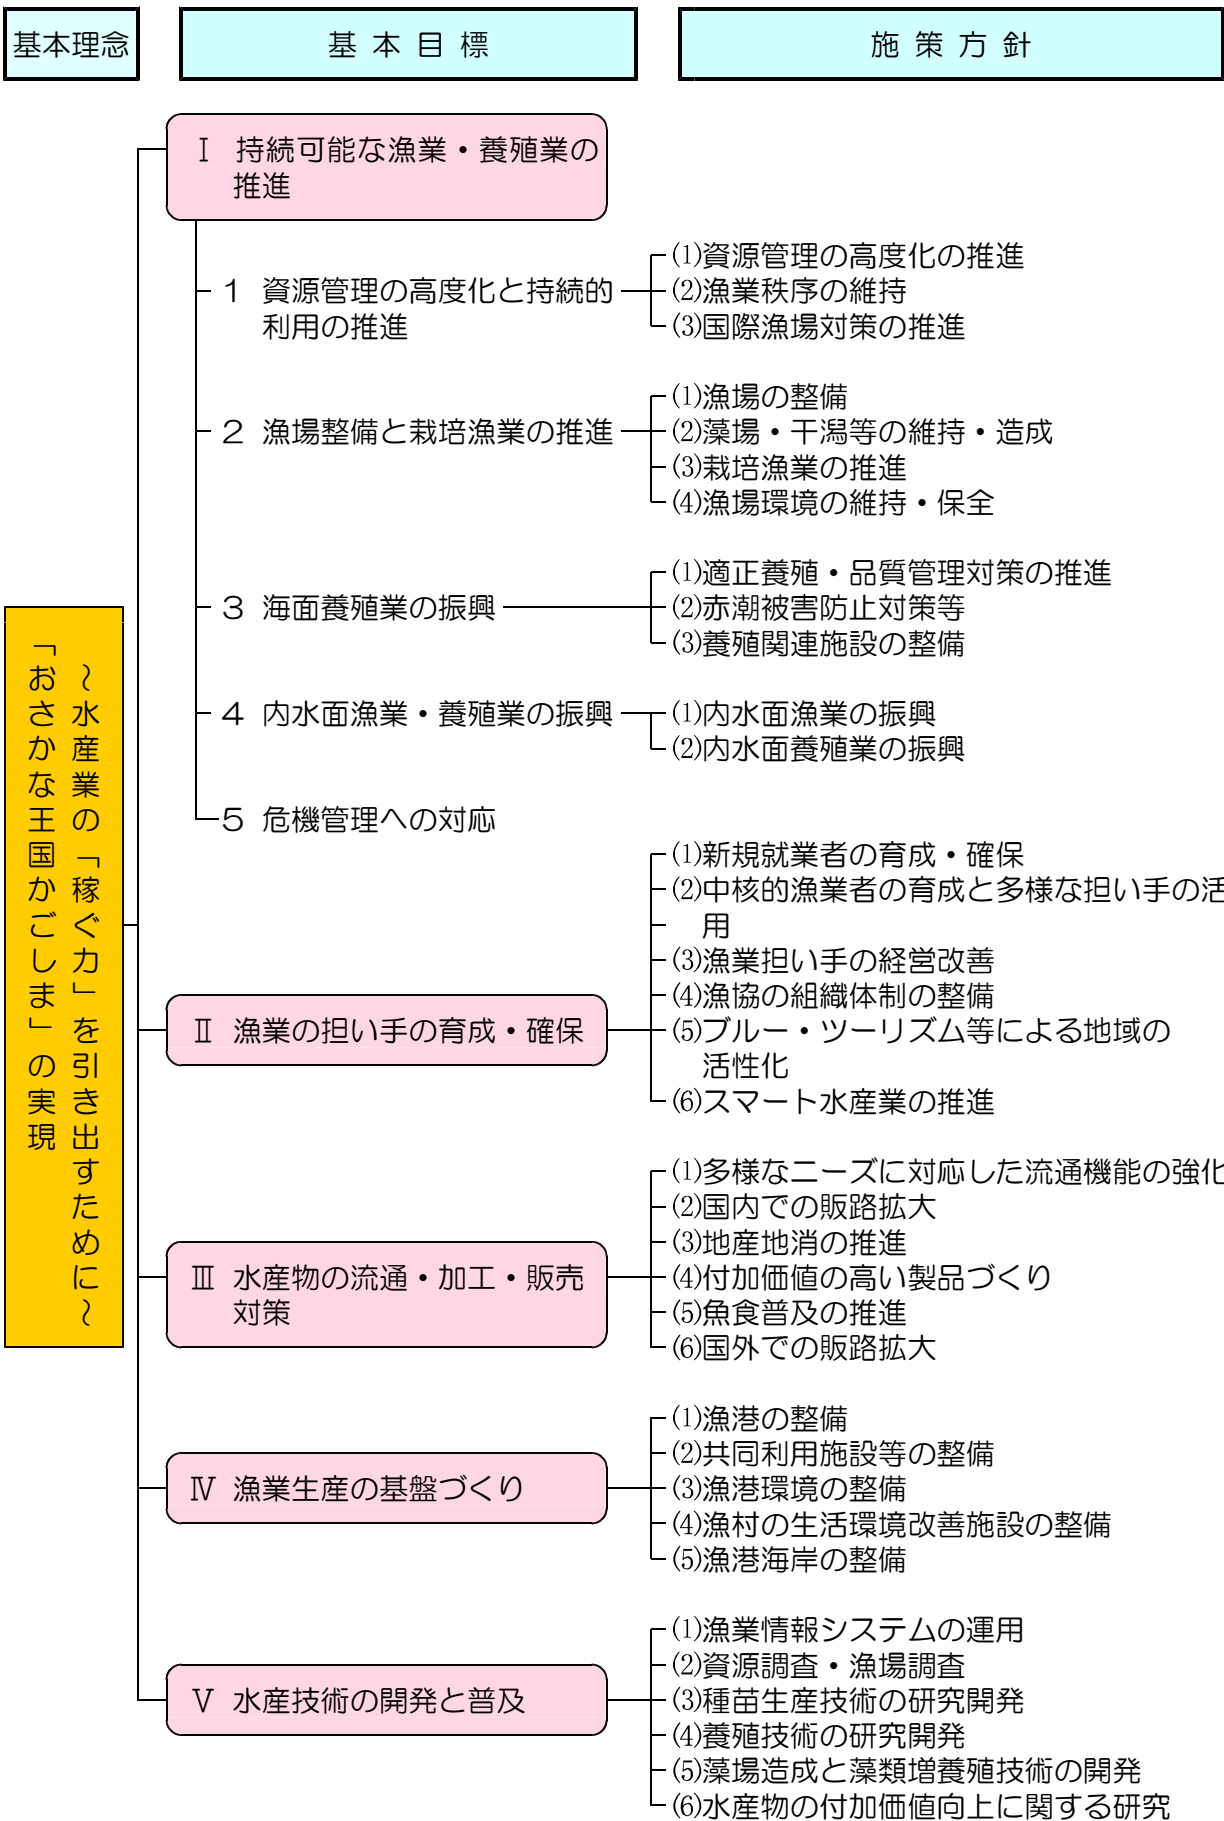 基本理念
基本目標
施策方針
Ⅰ 持続可能な漁業・養殖業の
推進
1 資源管理の高度化と持続的
利用の推進
⑴資源管理の高度化の推進
⑵漁業秩序の維持
⑶国際漁場対策の推進
2 漁場整備と栽培漁業の推進
⑴漁場の整備
⑵藻場・干潟等の維持・造成
⑶栽培漁業の推進
⑷漁場環境の維持・保全
3 海面養殖業の振興
⑴適正養殖・品質管理対策の推進
⑵赤潮被害防止対策等
⑶養殖関連施設の整備
4 内水面漁業・養殖業の振興
⑴内水面漁業の振興
⑵内水面養殖業の振興
5 危機管理への対応
～水産業の「稼ぐ力」を引き出すために～
「おさかな王国かごしま」の実現
Ⅱ 漁業の担い手の育成・確保
⑴新規就業者の育成・確保
⑵中核的漁業者の育成と多様な担い手の活
用
⑶漁業担い手の経営改善
⑷漁協の組織体制の整備
⑸ブルー・ツーリズム等による地域の
活性化
⑹スマート水産業の推進
Ⅲ 水産物の流通・加工・販売
対策
⑴多様なニーズに対応した流通機能の強化
⑵国内での販路拡大
⑶地産地消の推進
⑷付加価値の高い製品づくり
⑸魚食普及の推進
⑹国外での販路拡大
Ⅳ 漁業生産の基盤づくり
⑴漁港の整備
⑵共同利用施設等の整備
⑶漁港環境の整備
⑷漁村の生活環境改善施設の整備
⑸漁港海岸の整備
Ⅴ 水産技術の開発と普及
⑴漁業情報システムの運用
⑵資源調査・漁場調査
⑶種苗生産技術の研究開発
⑷養殖技術の研究開発
⑸藻場造成と藻類増養殖技術の開発
⑹水産物の付加価値向上に関する研究